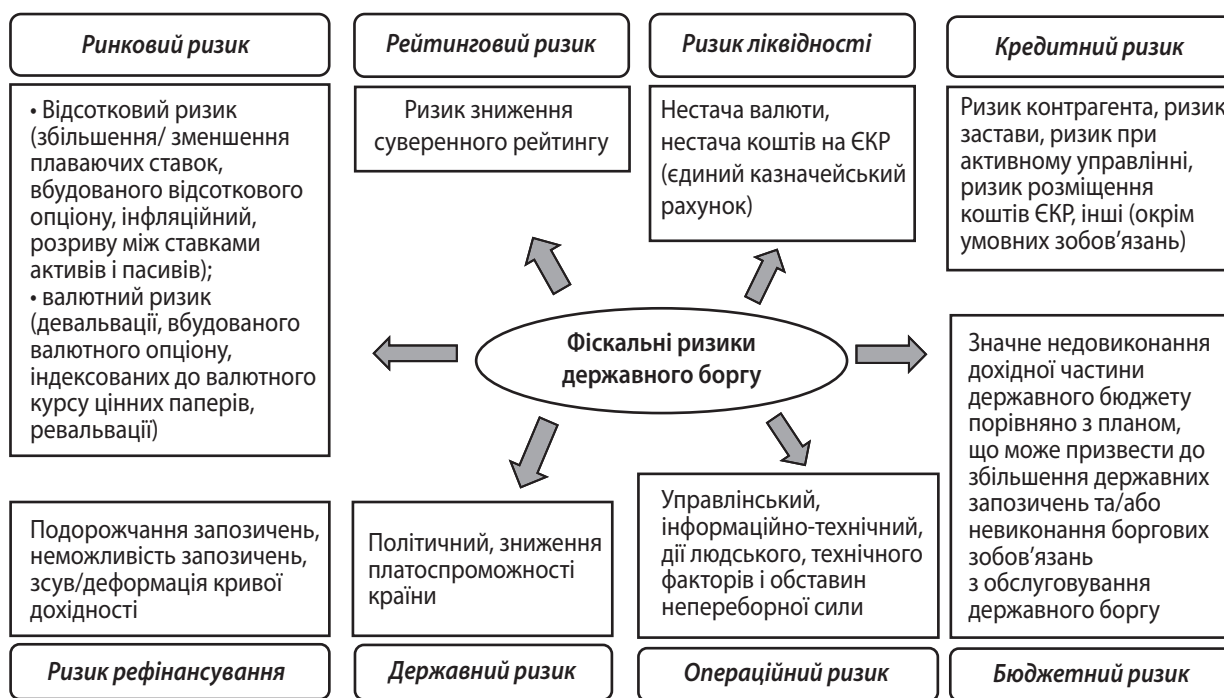 Ринковий ризик
• Відсотковий ризик
(збільшення/ зменшення
плаваючих ставок,
вбудованого відсоткового
опціону, інфляційний,
розриву між ставками
активів і пасивів);
• валютний ризик
(девальвації, вбудованого
валютного опціону,
індексованих до валютного
курсу цінних паперів,
ревальвації)
Рейтинговий ризик
Ризик зниження
суверенного рейтингу
Ризик ліквідності
Нестача валюти,
нестача коштів на ЄКР
(єдиний казначейський
рахунок)
Кредитний ризик
Ризик контрагента, ризик
застави, ризик при
активному управлінні,
ризик розміщення
коштів ЄКР, інші (окрім
умовних зобов’язань)
Фіскальні ризики
державного боргу
Подорожчання запозичень,
неможливість запозичень,
зсув/деформація кривої
дохідності
Ризик рефінансування
Політичний, зниження
платоспроможності
країни
Державний ризик
Управлінський,
інформаційно-технічний,
дії людського, технічного
факторів і обставин
непереборної сили
Операційний ризик
Значне недовиконання
дохідної частини
державного бюджету
порівняно з планом,
що може призвести до
збільшення державних
запозичень та/або
невиконання боргових
зобов’язань
з обслуговування
державного боргу
Бюджетний ризик